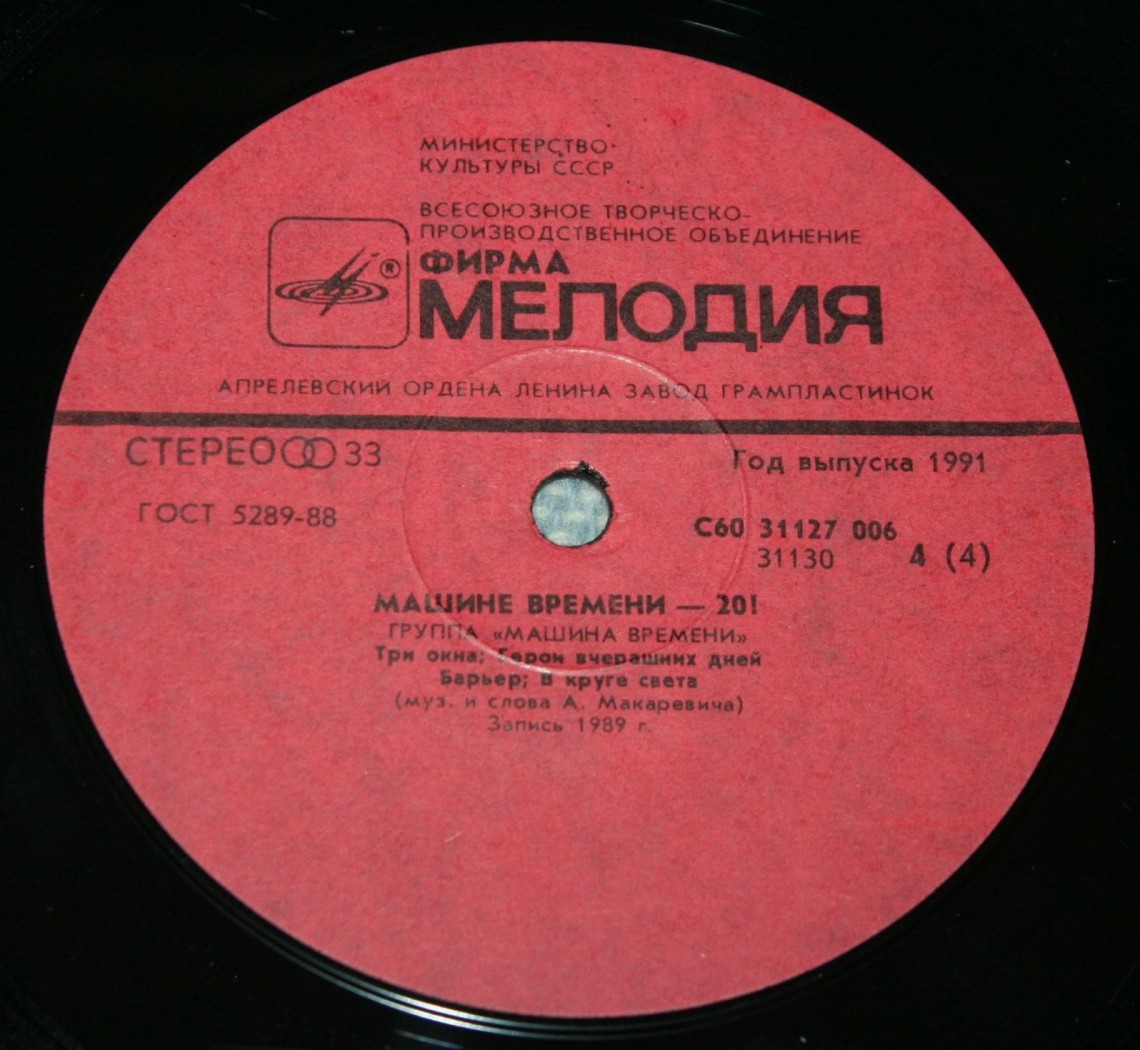 МИНИСТЕРСТВО
КУЛЬТУРЫ СССР
ВСЕСОЮЗНОЕ ТВОРЧЕСКО-
ПРОИЗВОДСТВЕННОЕ ОБЪЕДИНЕНИЕ
®
ФИРМА
МЕЛОДИЯ
АПРЕЛЕВСКИЙ ОРДЕНА ЛЕНИНА ЗАВОД ГРАМПЛАСТИНОК
СТЕРЕО 33
Год выпуска 1991
ГОСТ 5289-88
С60 31127 006
31130 4 (4)
МАШИНЕ ВРЕМЕНИ — 20!
ГРУППА «МАШИНА ВРЕМЕНИ»
Три окна; Герои вчерашних дней
Барьер; В круге света
(муз. и слова А. Макаревича)
Запись 1989 г.